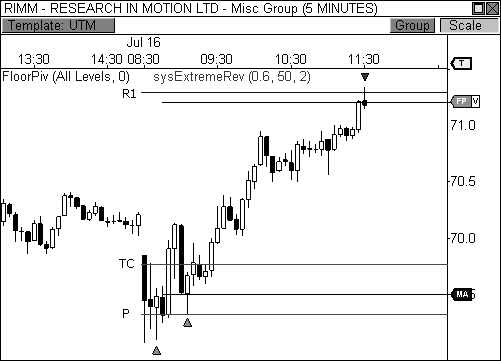 RIMM - RESEARCH IN MOTION LTD - Misc Group (5 MINUTES)
Template: UTM Group Scale
Jul 16
13:30 14:30 08:30 09:30 10:30 11:30 T
FloorPiv (All Levels, 0) sysExtremeRev (0.6, 50, 2)
R1
FP V
71.0
70.5
70.0
TC
MA
P